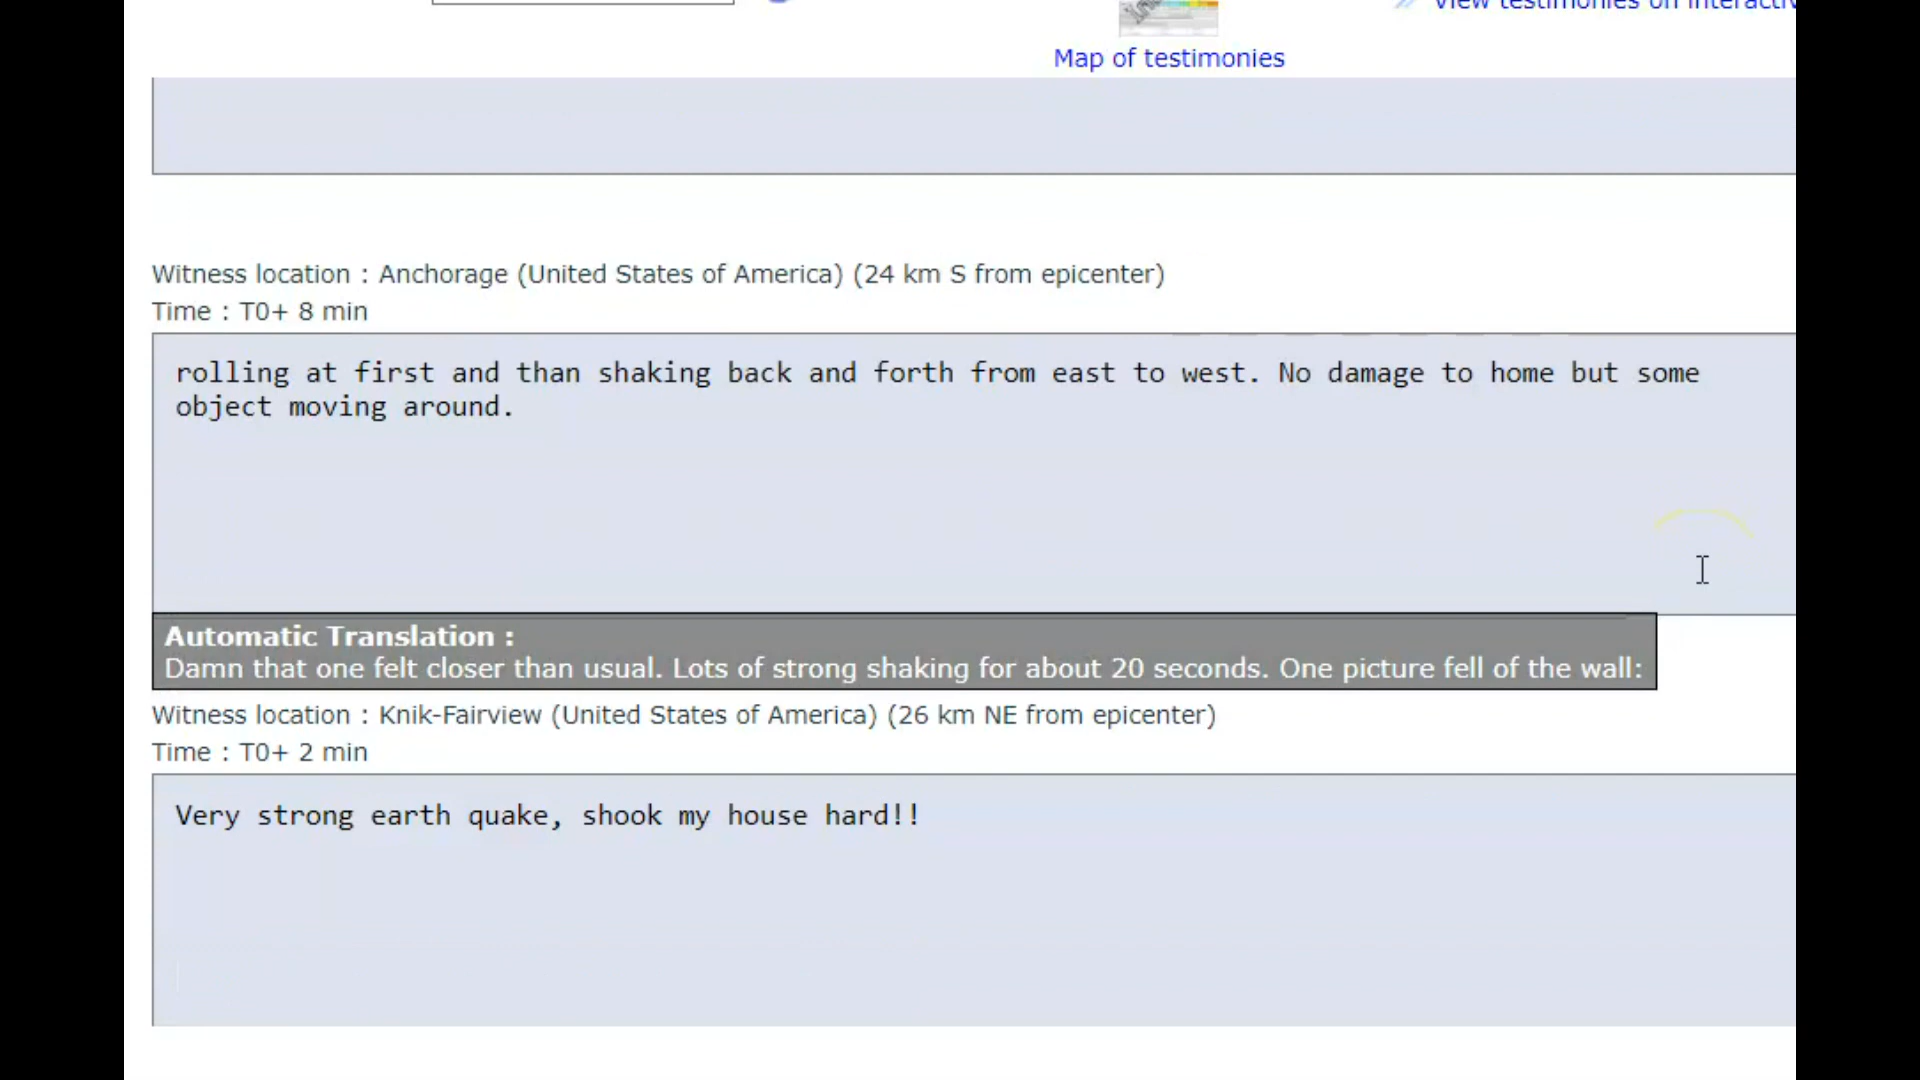 View testimonies on interactiv
Map of testimonies
Witness location : Anchorage (United States of America) (24 km S from epicenter)
Time : T0+ 8 min
rolling at first and than shaking back and forth from east to west. No damage to home but some
object moving around.
Automatic Translation :
Damn that one felt closer than usual. Lots of strong shaking for about 20 seconds. One picture fell of the wall:
Witness location : Knik-Fairview (United States of America) (26 km NE from epicenter)
Time : T0+ 2 min
Very strong earth quake, shook my house hard!!